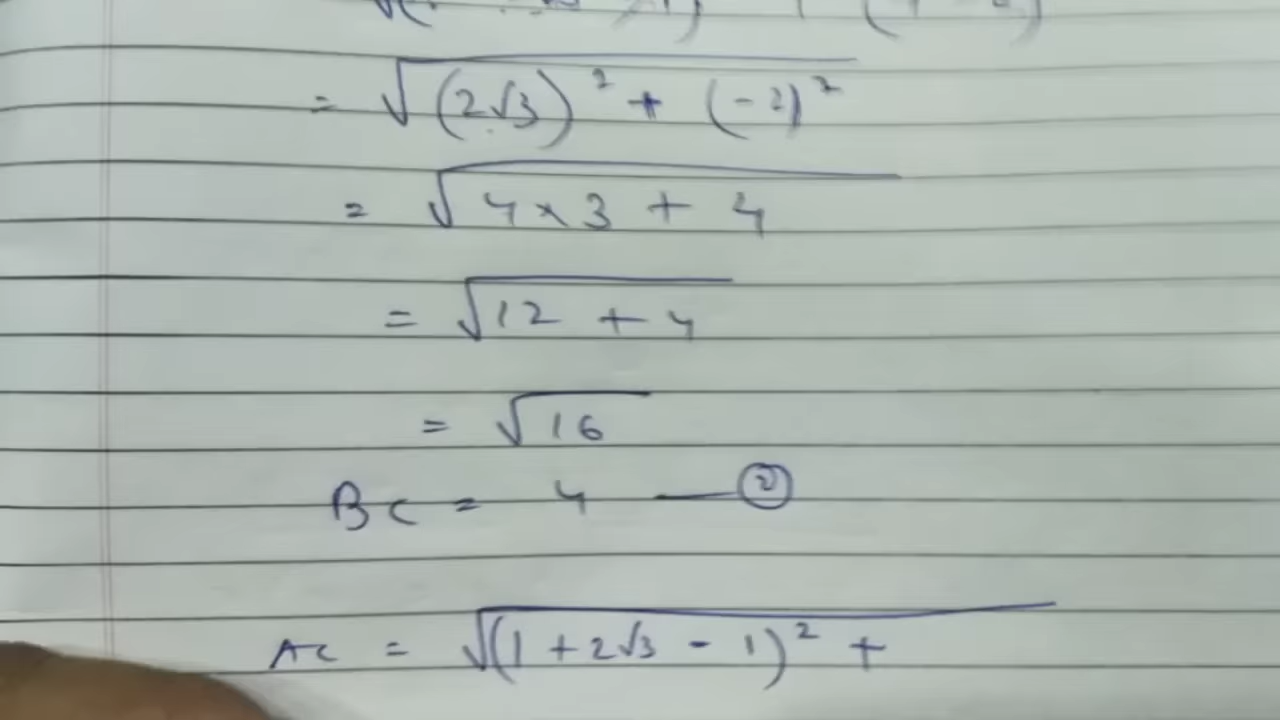 = √(2√3)² + (-2)²
= √4×3 + 4
= √12 + 4
= √16
BC = 4 — ②
AC = √(1 + 2√3 - 1)² +